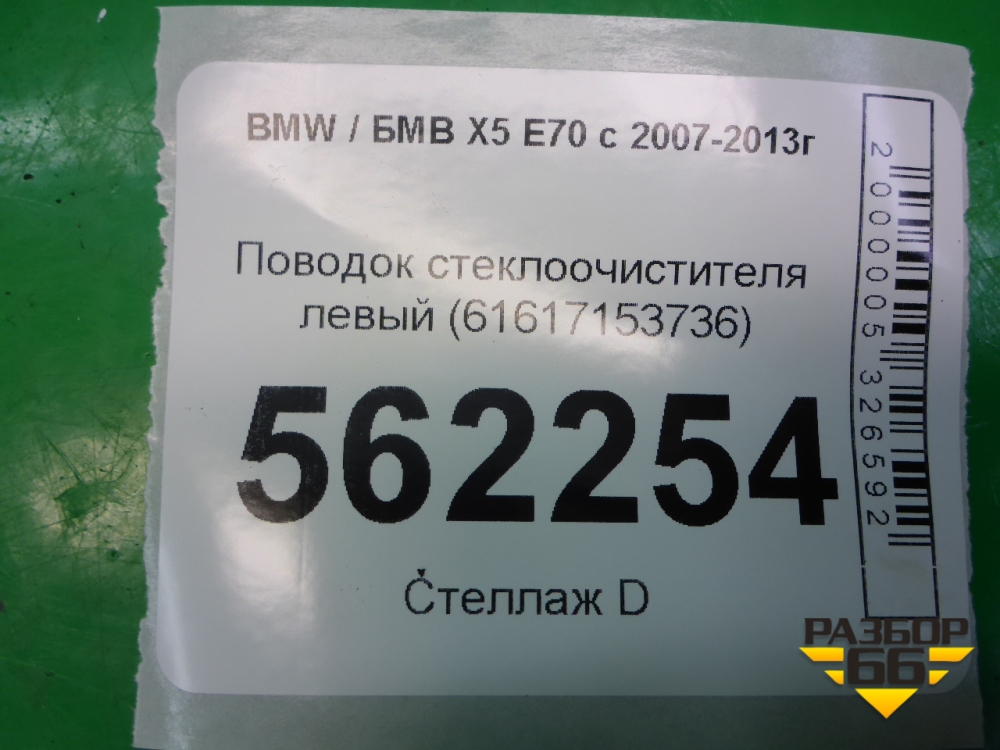 BMW / БМВ X5 E70 с 2007-2013г
Поводок стеклоочистителя
левый (61617153736)
562254
Стеллаж D
2000005326592
РАЗБОР
66